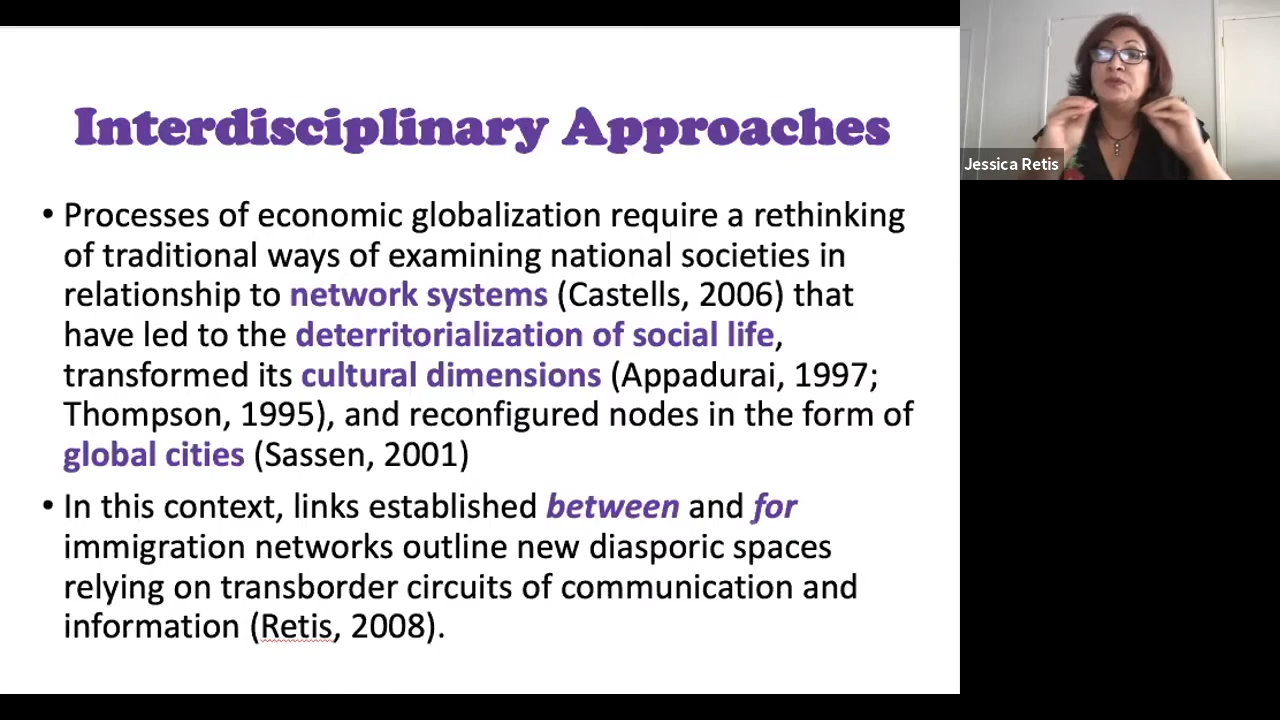 Interdisciplinary Approaches
• Processes of economic globalization require a rethinking
of traditional ways of examining national societies in
relationship to network systems (Castells, 2006) that
have led to the deterritorialization of social life,
transformed its cultural dimensions (Appadurai, 1997;
Thompson, 1995), and reconfigured nodes in the form of
global cities (Sassen, 2001)
• In this context, links established between and for
immigration networks outline new diasporic spaces
relying on transborder circuits of communication and
information (Retis, 2008).
Jessica Retis